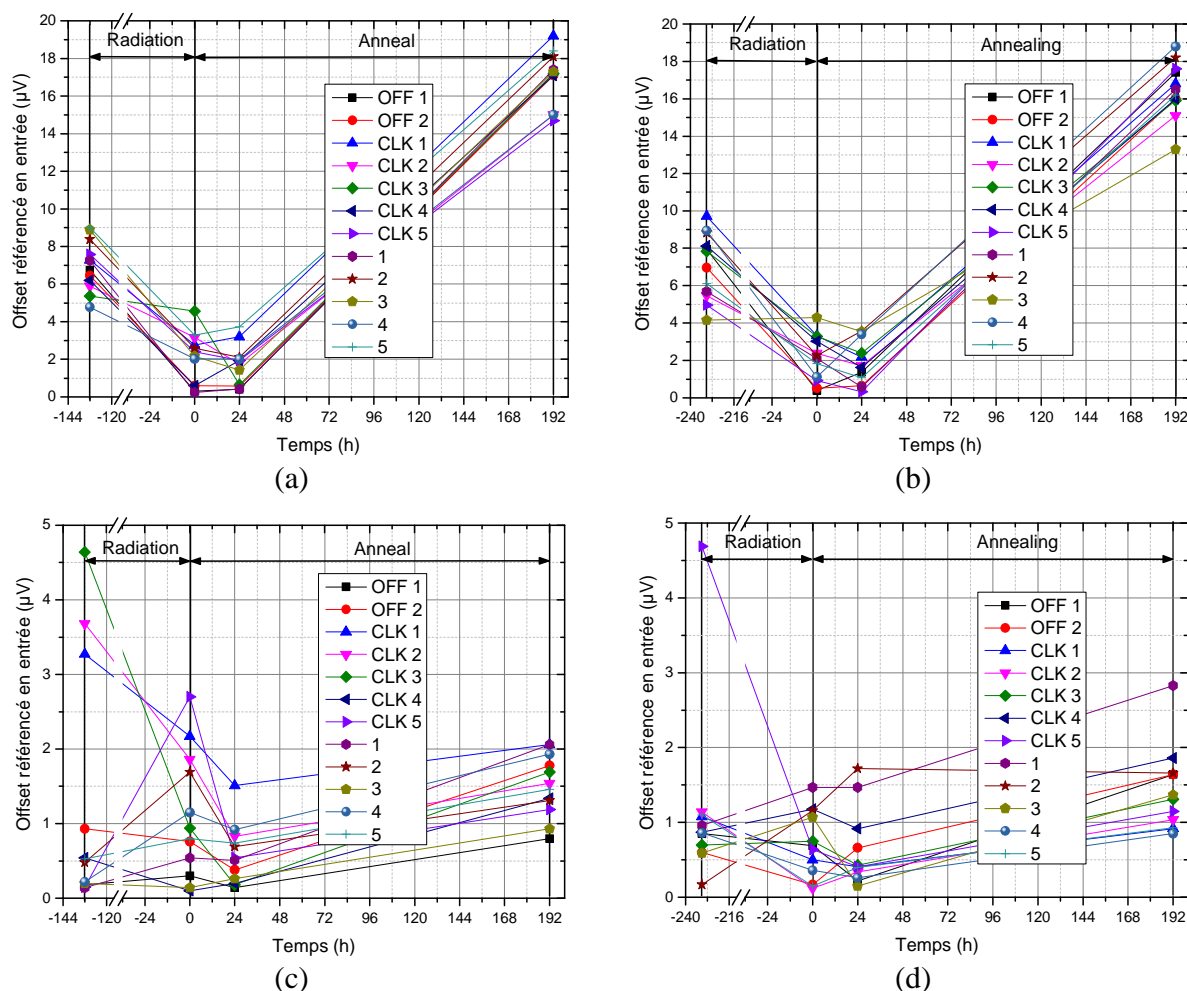 20
18
16
14
12
10
8
6
4
2
0
Offset référencé en entrée (µV)
Radiation
Anneal
OFF 1
OFF 2
CLK 1
CLK 2
CLK 3
CLK 4
CLK 5
1
2
3
4
5
-144 -120 -24 0 24 48 72 96 120 144 168 192
Temps (h)
(a)
20
18
16
14
12
10
8
6
4
2
0
Offset référencé en entrée (µV)
Radiation
Annealing
OFF 1
OFF 2
CLK 1
CLK 2
CLK 3
CLK 4
CLK 5
1
2
3
4
5
-240 -216 -24 0 24 48 72 96 120 144 168 192
Temps (h)
(b)
5
4
3
2
1
0
Offset référencé en entrée (µV)
Radiation
Anneal
OFF 1
OFF 2
CLK 1
CLK 2
CLK 3
CLK 4
CLK 5
1
2
3
4
5
-144 -120 -24 0 24 72 96 120 144 168 192
Temps (h)
(c)
5
4
3
2
1
0
Offset référencé en entrée (µV)
Radiation
Annealing
OFF 1
OFF 2
CLK 1
CLK 2
CLK 3
CLK 4
CLK 5
1
2
3
4
5
-240 -216 -24 0 24 48 72 96 120 144 168 192
Temps (h)
(d)